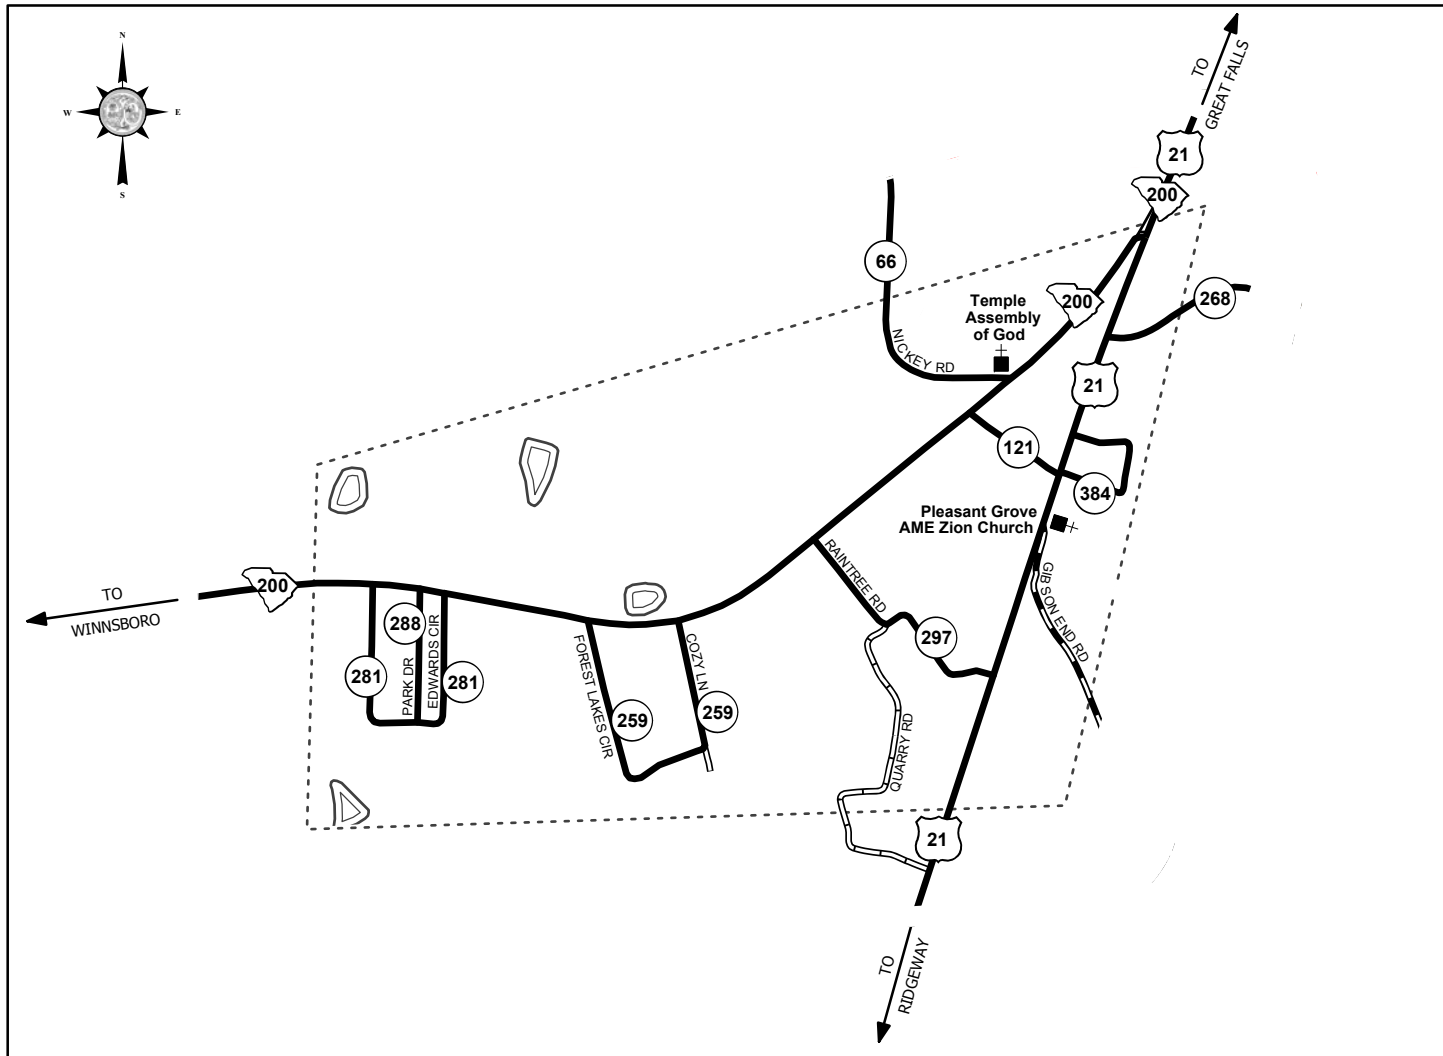 N
W
E
S
TO
GREAT FALLS
21
200
66
268
Temple
Assembly
of God
200
NICKEY RD
21
121
384
Pleasant Grove
AME Zion Church
RAINTREE RD
GIBSON END RD
200
TO
WINNSBORO
288
281
PARK DR
EDWARDS CIR
281
FOREST LAKES CIR
COZY LN
259
259
297
QUARRY RD
21
TO
RIDGEWAY